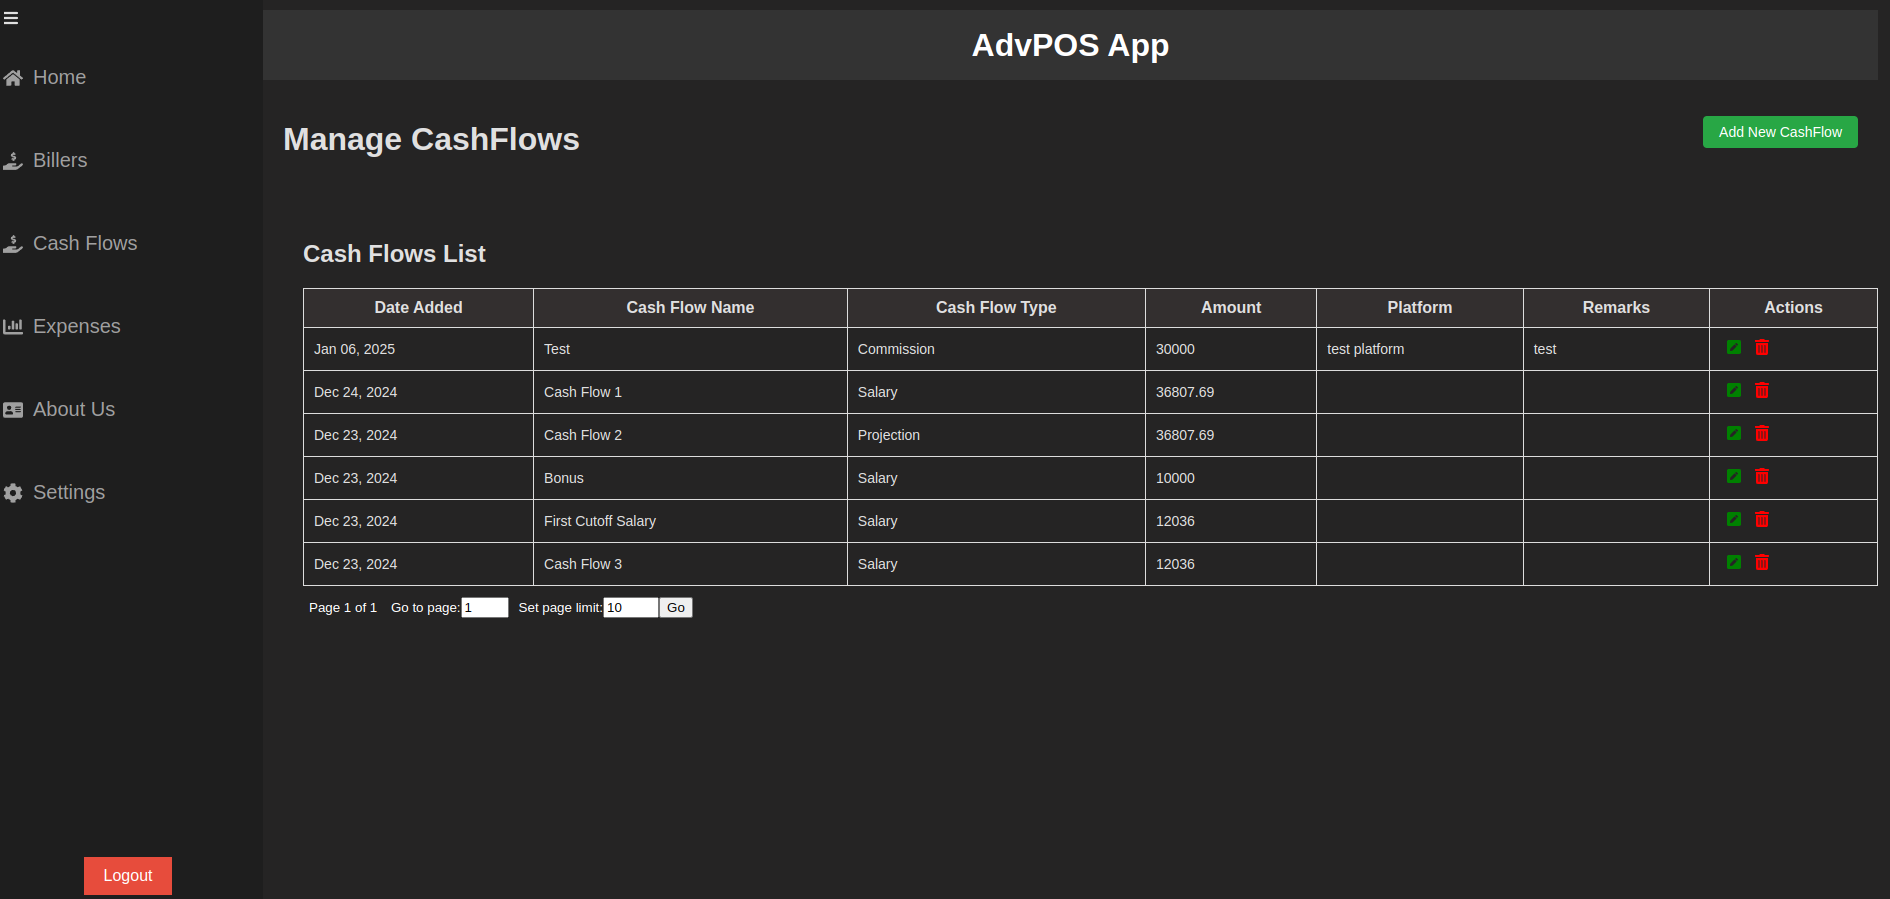 AdvPOS App
Home
Billers
Cash Flows
Expenses
About Us
Settings
Logout
Manage CashFlows
Add New CashFlow
Cash Flows List
Date Added Cash Flow Name Cash Flow Type Amount Platform Remarks Actions
Jan 06, 2025 Test Commission 30000 test platform test
Dec 24, 2024 Cash Flow 1 Salary 36807.69
Dec 23, 2024 Cash Flow 2 Projection 36807.69
Dec 23, 2024 Bonus Salary 10000
Dec 23, 2024 First Cutoff Salary Salary 12036
Dec 23, 2024 Cash Flow 3 Salary 12036
Page 1 of 1 Go to page: 1 Set page limit: 10 Go